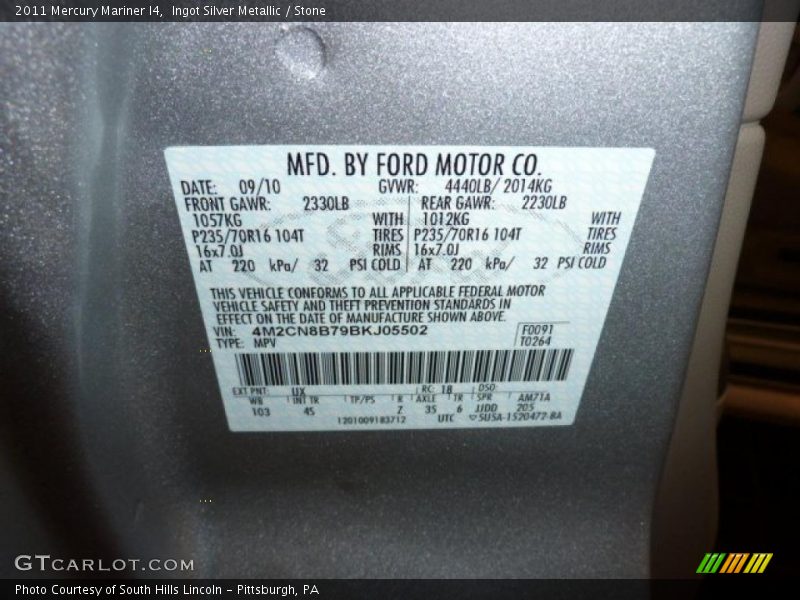 2011 Mercury Mariner I4,  Ingot Silver Metallic / Stone
MFD. BY FORD MOTOR CO.
DATE: 09/10 GVWR: 4440LB/ 2014KG
FRONT GAWR: 2330LB REAR GAWR: 2230LB
1057KG WITH 1012KG WITH
P235/70R16 104T TIRES P235/70R16 104T TIRES
16x7.0J RIMS 16x7.0J RIMS
AT 220 kPa/ 32 PSI COLD AT 220 kPa/ 32 PSI COLD
THIS VEHICLE CONFORMS TO ALL APPLICABLE FEDERAL MOTOR
VEHICLE SAFETY AND THEFT PREVENTION STANDARDS IN
EFFECT ON THE DATE OF MANUFACTURE SHOWN ABOVE.
VIN: 4M2CN8B79BKJ05502 F0091
TYPE: MPV T0264
EXT PNT: UX RC: 18 DSO:
WB INT TR TP/PS R AXLE TR SPR AM71A
103 45 Z 35 6 JJDD 205
1201009183712 UTC SU5A-1520472-BA
GTCARLOT.COM
Photo Courtesy of South Hills Lincoln - Pittsburgh, PA